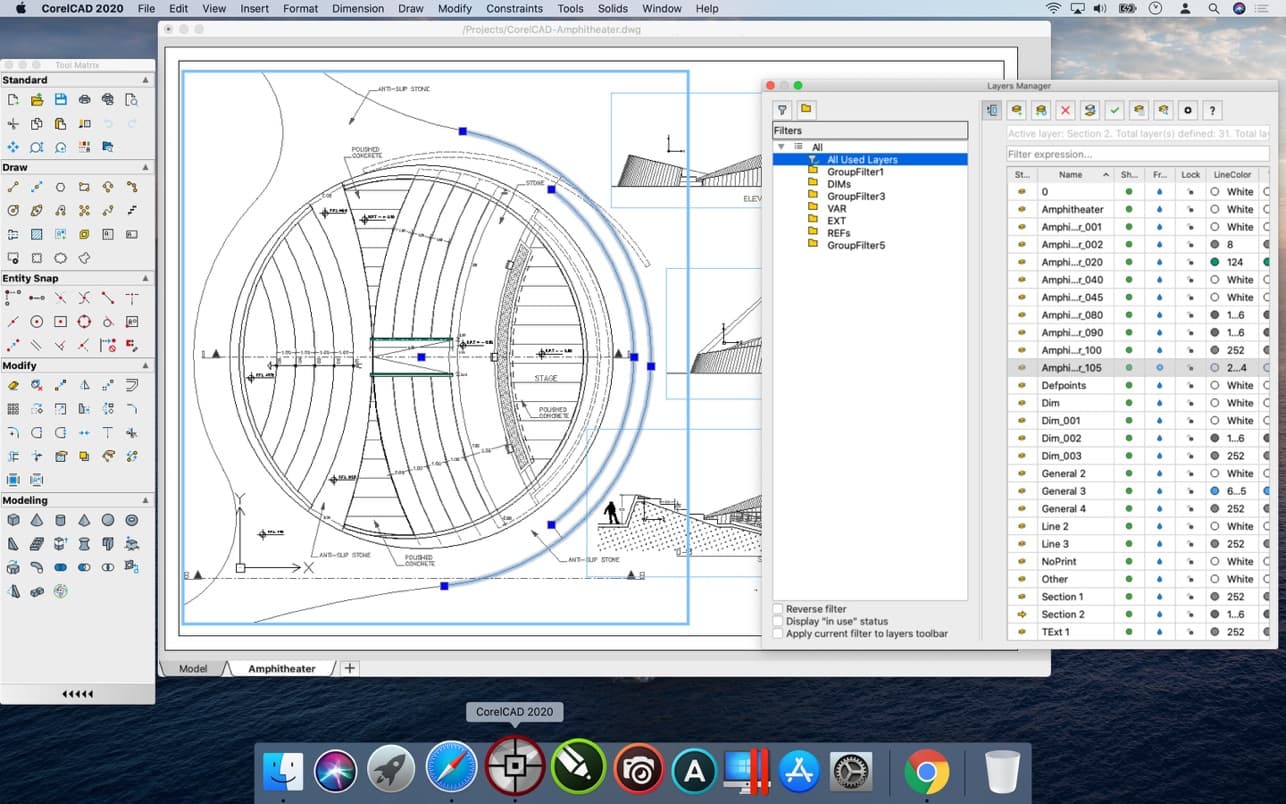 CorelCAD 2020 File Edit View Insert Format Dimension Draw Modify Constraints Tools Solids Window Help
/Projects/CorelCAD-Amphitheater.dwg
Tool Matrix
Standard
Draw
Entity Snap
Modify
Modeling
ANTI-SLIP STONE
POLISHED
CONCRETE
STONE
STAGE
POLISHED
CONCRETE
ANTI-SLIP STONE
POLISHED
CONCRETE
ANTI-SLIP STONE
Y
X
ELEV
Model Amphitheater +
Layers Manager
Filters
All
All Used Layers
GroupFilter1
DIMs
GroupFilter3
VAR
EXT
REFs
GroupFilter5
Reverse filter
Display "in use" status
Apply current filter to layers toolbar
Active layer: Section 2. Total layer(s) defined: 31. Total la
Filter expression...
St... Name Sh... Fr... Lock LineColor
0 White
Amphitheater White
Amphi...r_001 White
Amphi...r_002 8
Amphi...r_020 124
Amphi...r_040 White
Amphi...r_045 White
Amphi...r_080 1...6
Amphi...r_090 1...6
Amphi...r_100 252
Amphi...r_105 2...4
Defpoints White
Dim White
Dim_001 White
Dim_002 1...6
Dim_003 252
General 2 White
General 3 6...5
General 4 252
Line 2 White
Line 3 252
NoPrint White
Other White
Section 1 252
Section 2 1...6
TExt 1 252
CorelCAD 2020